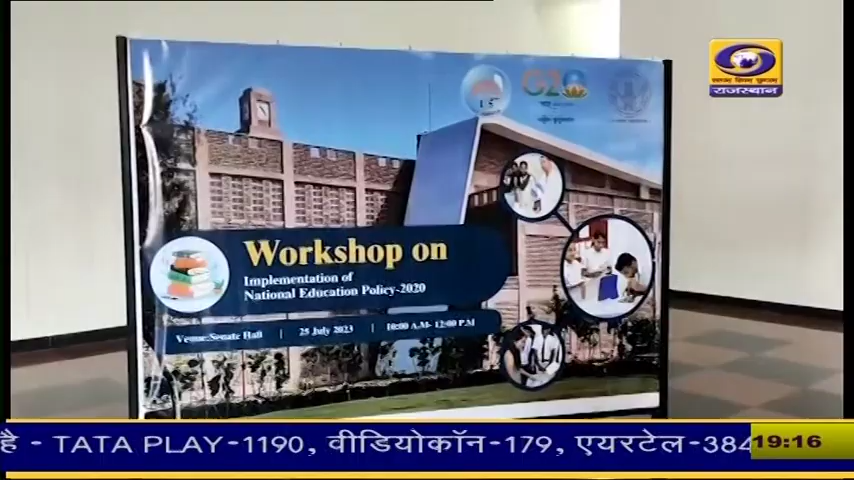 G20
राजस्थान
Workshop on
Implementation of
National Education Policy-2020
Venue:Senate Hall | 25 July 2023 | 10:00 A.M- 12:00 P.M
है - TATA PLAY-1190, वीडियोकॉन-179, एयरटेल-384
19:16